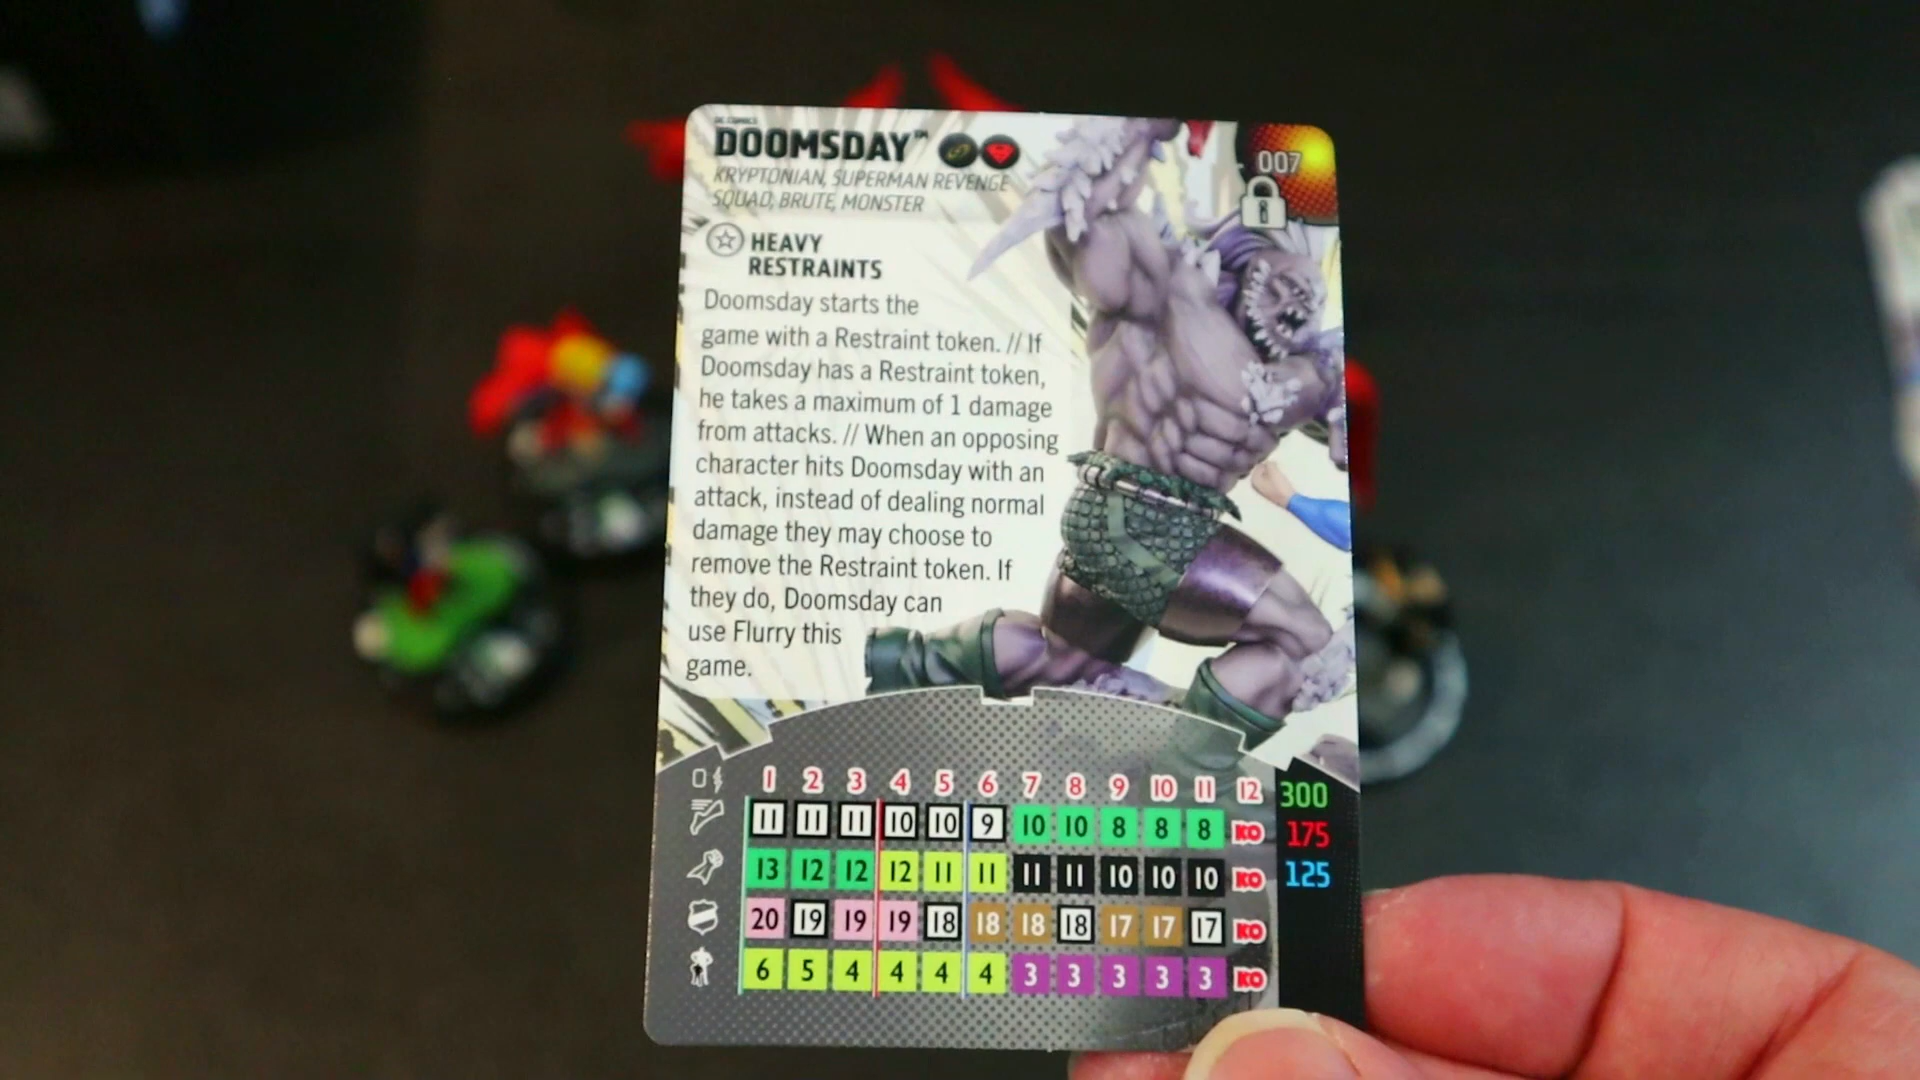 DC COMICS
DOOMSDAY™
007
KRYPTONIAN, SUPERMAN REVENGE
SQUAD, BRUTE, MONSTER
HEAVY
RESTRAINTS
Doomsday starts the
game with a Restraint token. // If
Doomsday has a Restraint token,
he takes a maximum of 1 damage
from attacks. // When an opposing
character hits Doomsday with an
attack, instead of dealing normal
damage they may choose to
remove the Restraint token. If
they do, Doomsday can
use Flurry this
game.
0 1 2 3 4 5 6 7 8 9 10 11 12 300
11 11 11 10 10 9 10 10 8 8 8 KO 175
13 12 12 12 11 11 11 11 10 10 10 KO 125
20 19 19 19 18 18 18 18 17 17 17 KO
6 5 4 4 4 4 3 3 3 3 3 KO